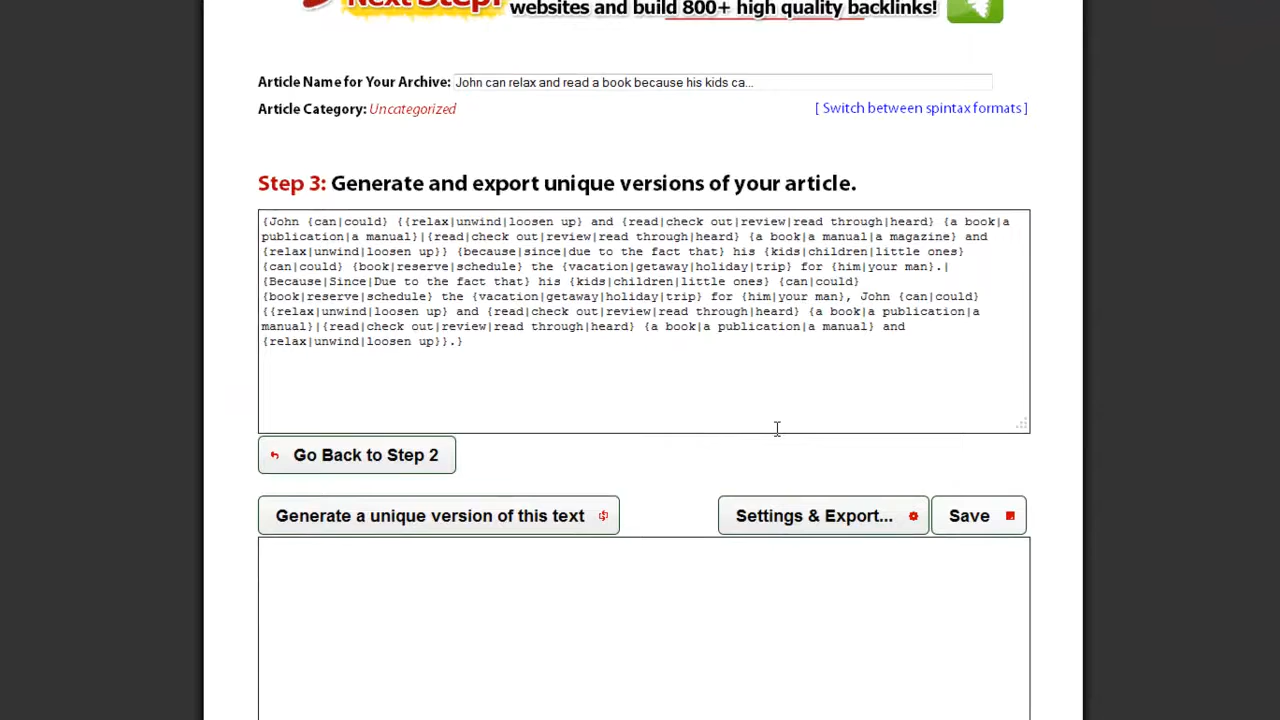 Next Step!
websites and build 800+ high quality backlinks!
Article Name for Your Archive: John can relax and read a book because his kids ca...
Article Category: Uncategorized
[ Switch between spintax formats ]
Step 3: Generate and export unique versions of your article.
{John {can|could} {{relax|unwind|loosen up} and {read|check out|review|read through|heard} {a book|a
publication|a manual}|{read|check out|review|read through|heard} {a book|a manual|a magazine} and
{relax|unwind|loosen up}} {because|since|due to the fact that} his {kids|children|little ones}
{can|could} {book|reserve|schedule} the {vacation|getaway|holiday|trip} for {him|your man}.|
{Because|Since|Due to the fact that} his {kids|children|little ones} {can|could}
{book|reserve|schedule} the {vacation|getaway|holiday|trip} for {him|your man}, John {can|could}
{{relax|unwind|loosen up} and {read|check out|review|read through|heard} {a book|a publication|a
manual}|{read|check out|review|read through|heard} {a book|a publication|a manual} and
{relax|unwind|loosen up}}.}
Go Back to Step 2
Generate a unique version of this text
Settings & Export...
Save